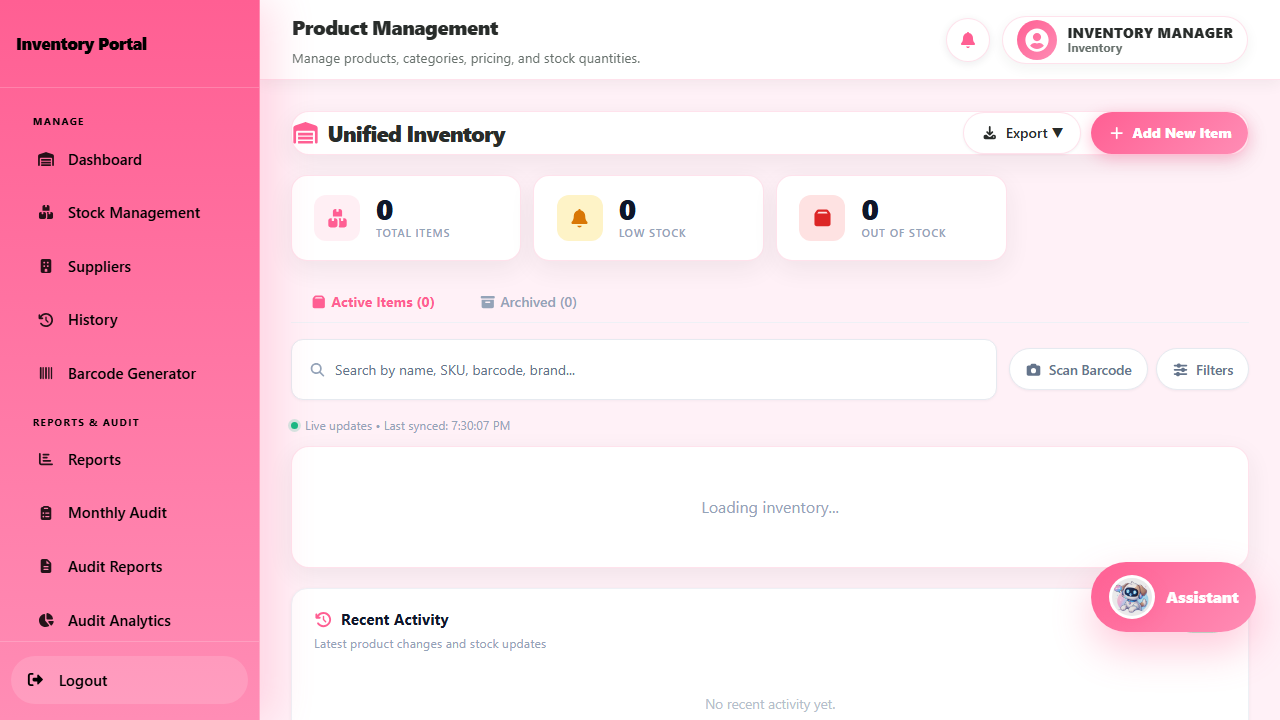 Inventory Portal
MANAGE
Dashboard
Stock Management
Suppliers
History
Barcode Generator
REPORTS & AUDIT
Reports
Monthly Audit
Audit Reports
Audit Analytics
Logout
Product Management
Manage products, categories, pricing, and stock quantities.
INVENTORY MANAGER
Inventory
Unified Inventory
Export ▼
Add New Item
0
TOTAL ITEMS
0
LOW STOCK
0
OUT OF STOCK
Active Items (0)
Archived (0)
Search by name, SKU, barcode, brand...
Scan Barcode
Filters
Live updates • Last synced: 7:30:07 PM
Loading inventory...
Recent Activity
Latest product changes and stock updates
No recent activity yet.
Assistant